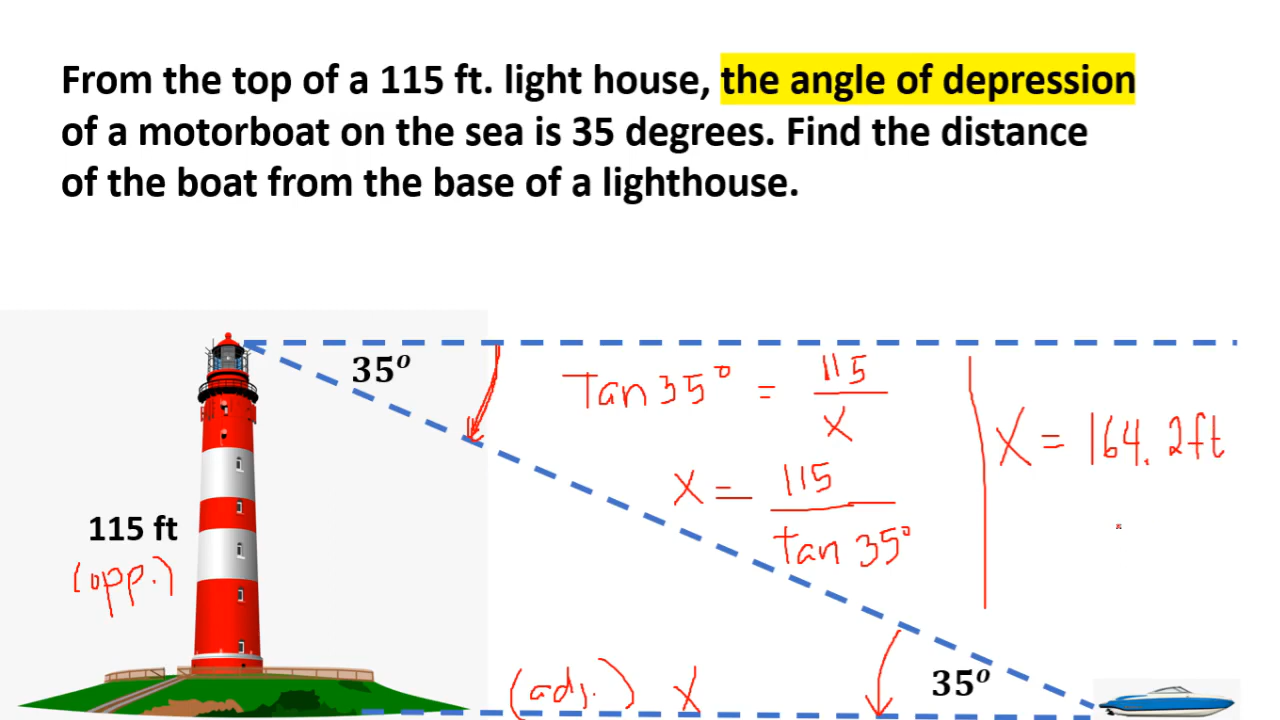 From the top of a 115 ft. light house, the angle of depression
of a motorboat on the sea is 35 degrees. Find the distance
of the boat from the base of a lighthouse.
35°
Tan 35° = 115/x
x = 115/tan 35°
x = 164.2ft
115 ft
(opp.)
(adj.) x
35°